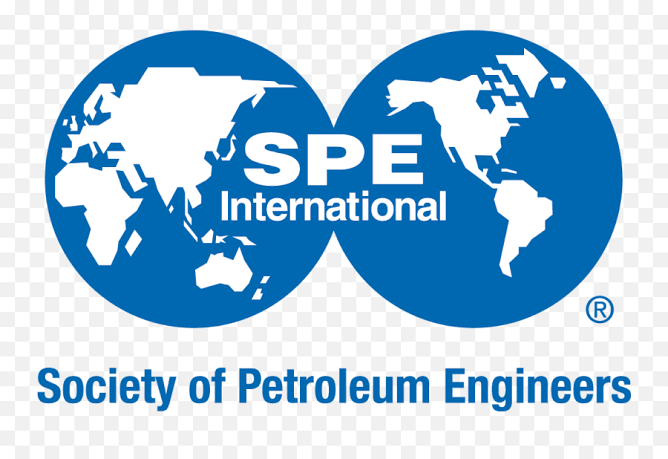 SPE
International
®
Society of Petroleum Engineers